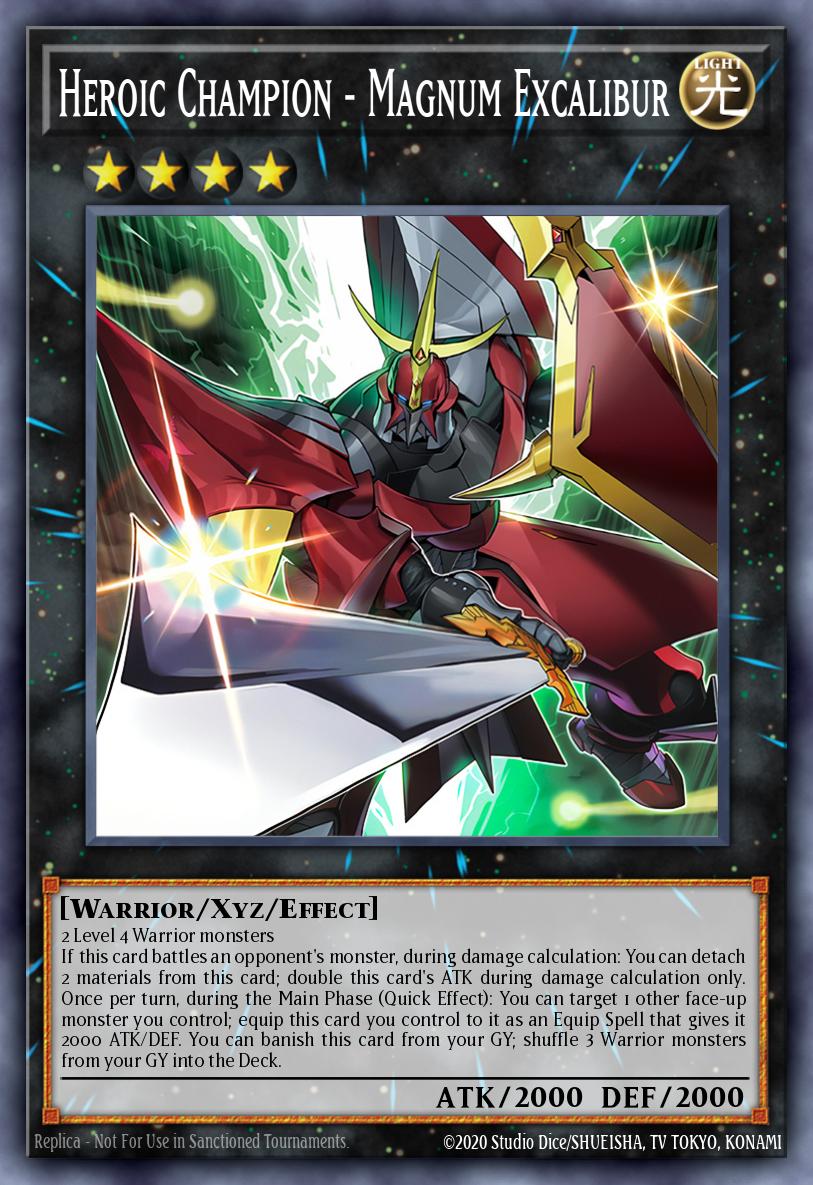 HEROIC CHAMPION - MAGNUM EXCALIBUR
LIGHT
光
[WARRIOR/XYZ/EFFECT]
2 Level 4 Warrior monsters
If this card battles an opponent's monster, during damage calculation: You can detach
2 materials from this card; double this card's ATK during damage calculation only.
Once per turn, during the Main Phase (Quick Effect): You can target 1 other face-up
monster you control; equip this card you control to it as an Equip Spell that gives it
2000 ATK/DEF. You can banish this card from your GY; shuffle 3 Warrior monsters
from your GY into the Deck.
ATK/2000 DEF/2000
Replica - Not For Use in Sanctioned Tournaments.
©2020 Studio Dice/SHUEISHA, TV TOKYO, KONAMI